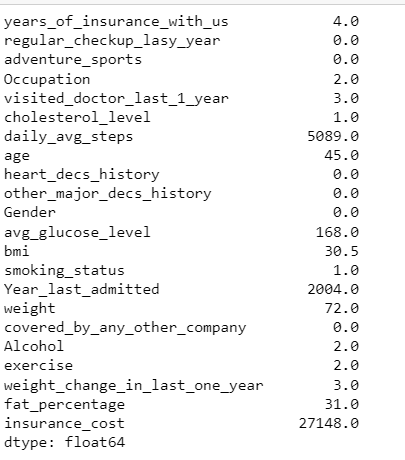 years_of_insurance_with_us 4.0
regular_checkup_lasy_year 0.0
adventure_sports 0.0
Occupation 2.0
visited_doctor_last_1_year 3.0
cholesterol_level 1.0
daily_avg_steps 5089.0
age 45.0
heart_decs_history 0.0
other_major_decs_history 0.0
Gender 0.0
avg_glucose_level 168.0
bmi 30.5
smoking_status 1.0
Year_last_admitted 2004.0
weight 72.0
covered_by_any_other_company 0.0
Alcohol 2.0
exercise 2.0
weight_change_in_last_one_year 3.0
fat_percentage 31.0
insurance_cost 27148.0
dtype: float64